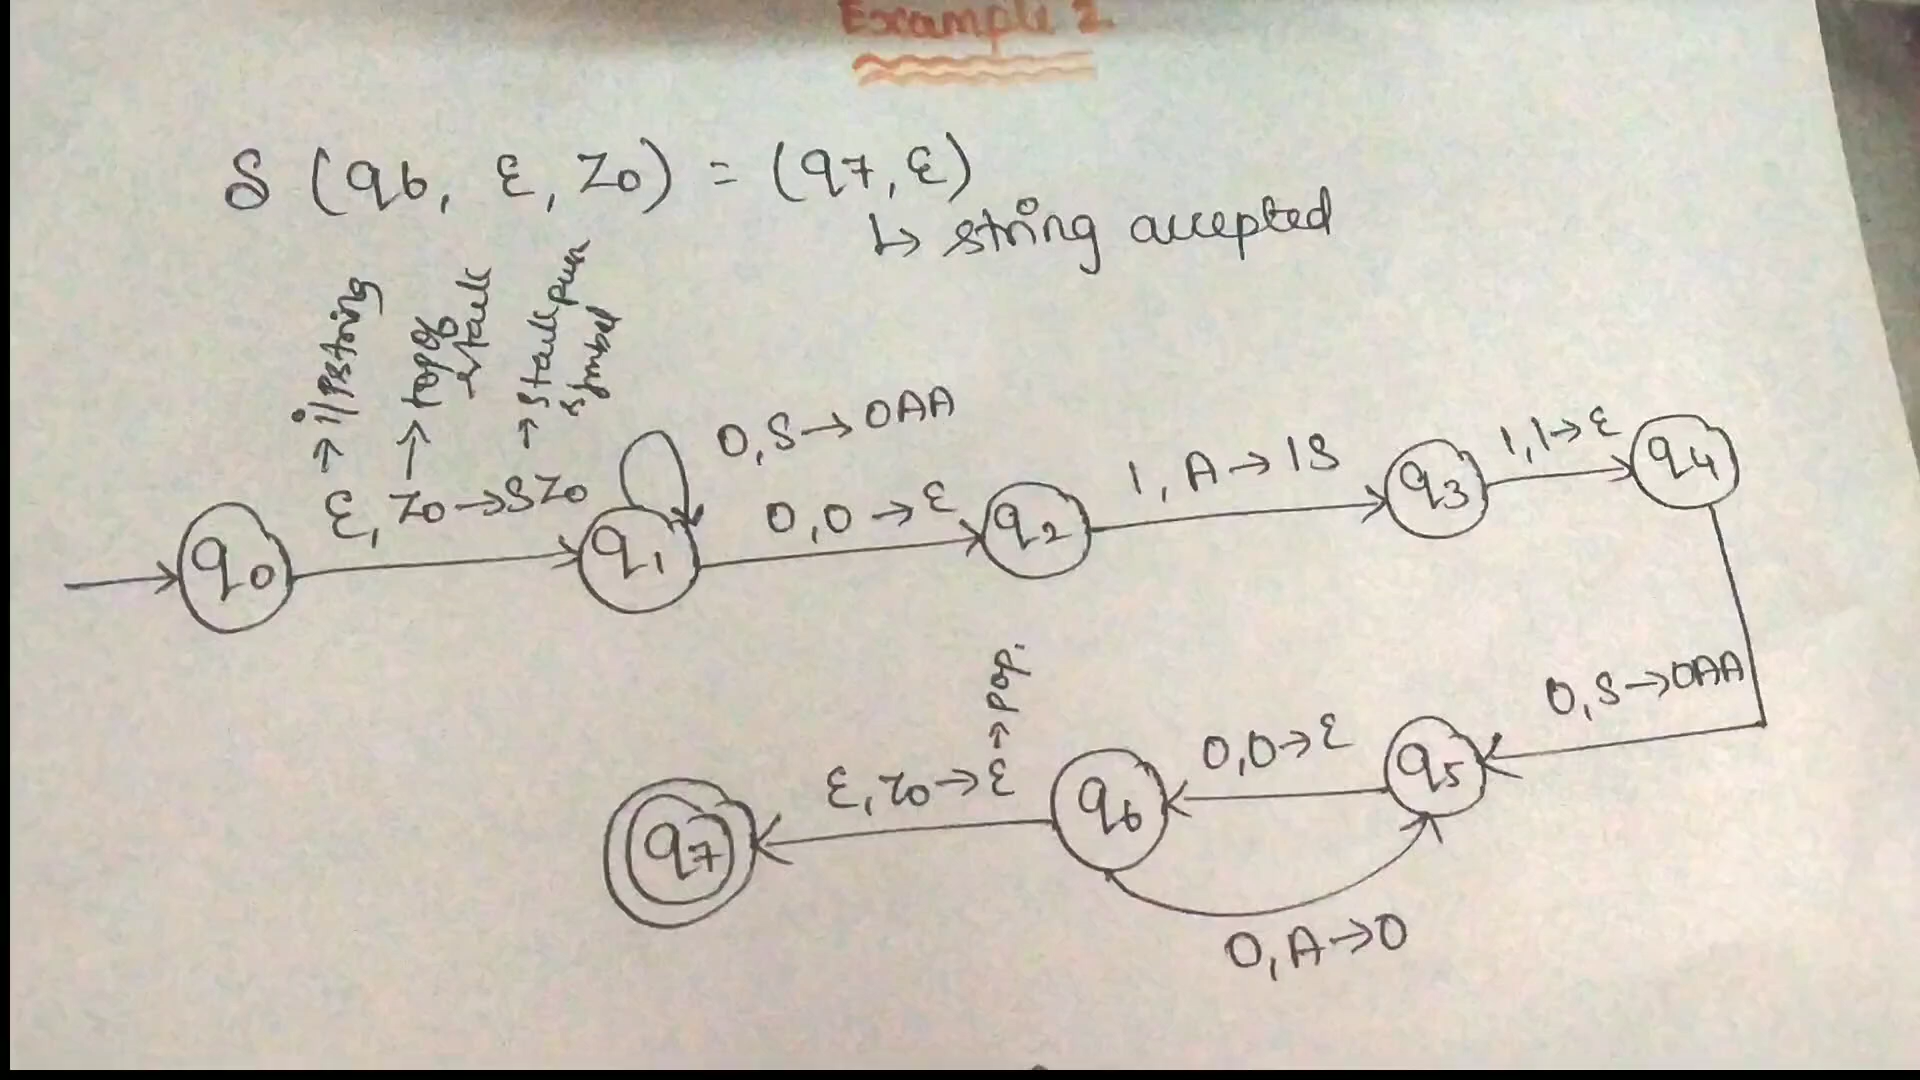 Example 2.
δ (q6, ε, Z0) = (q7, ε)
↳ string accepted
→ i/p string
→ top of stack
→ stack push symbol
ε, Z0 → SZ0
0, S → 0AA
0, 0 → ε
1, A → 1S
1, 1 → ε
q0
q1
q2
q3
q4
0, S → 0AA
0, 0 → ε
ε, Z0 → ε → pop.
q7
q6
q5
0, A → 0